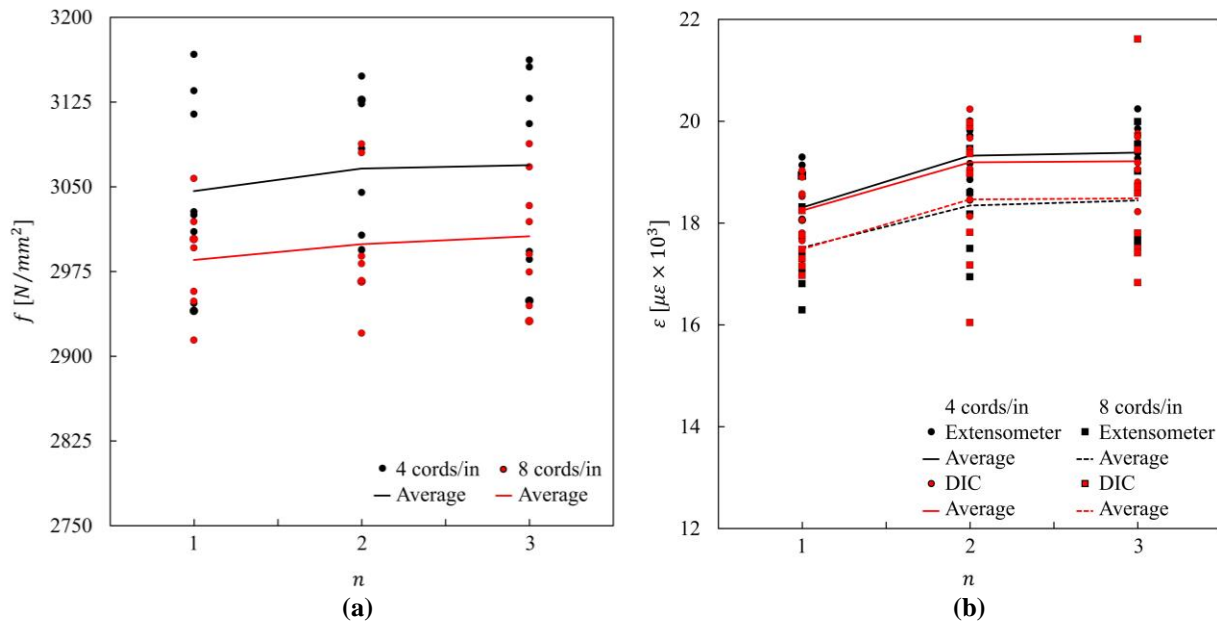 3200
3125
3050
2975
2900
2825
2750
f [N/mm²]
4 cords/in 8 cords/in
Average Average
1 2 3
n
(a)
22
20
18
16
14
12
ε [με × 10³]
4 cords/in 8 cords/in
Extensometer Extensometer
Average Average
DIC DIC
Average Average
1 2 3
n
(b)